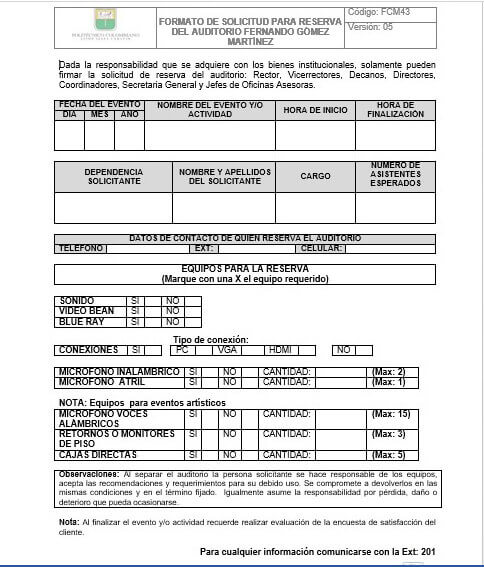 POLITÉCNICO COLOMBIANO
FORMATO DE SOLICITUD PARA RESERVA
DEL AUDITORIO FERNANDO GÓMEZ
MARTÍNEZ
Código: FCM43
Versión: 05
Dada la responsabilidad que se adquiere con los bienes institucionales, solamente pueden
firmar la solicitud de reserva del auditorio: Rector, Vicerrectores, Decanos, Directores,
Coordinadores, Secretaria General y Jefes de Oficinas Asesoras.
FECHA DEL EVENTO NOMBRE DEL EVENTO Y/O ACTIVIDAD HORA DE INICIO HORA DE FINALIZACIÓN
DIA MES AÑO
DEPENDENCIA SOLICITANTE NOMBRE Y APELLIDOS DEL SOLICITANTE CARGO NÚMERO DE ASISTENTES ESPERADOS
DATOS DE CONTACTO DE QUIEN RESERVA EL AUDITORIO
TELEFONO EXT: CELULAR:
EQUIPOS PARA LA RESERVA
(Marque con una X el equipo requerido)
SONIDO SI NO
VIDEO BEAN SI NO
BLUE RAY SI NO
Tipo de conexión:
CONEXIONES SI PC VGA HDMI NO
MICROFONO INALÁMBRICO SI NO CANTIDAD: (Max: 2)
MICROFONO ATRIL SI NO CANTIDAD: (Max: 1)
NOTA: Equipos para eventos artísticos
MICROFONO VOCES ALÁMBRICOS SI NO CANTIDAD: (Max: 15)
RETORNOS O MONITORES DE PISO SI NO CANTIDAD: (Max: 3)
CAJAS DIRECTAS SI NO CANTIDAD: (Max: 5)
Observaciones: Al separar el auditorio la persona solicitante se hace responsable de los equipos,
acepta las recomendaciones y requerimientos para su debido uso. Se compromete a devolverlos en las
mismas condiciones y en el término fijado. Igualmente asume la responsabilidad por pérdida, daño o
deterioro que pueda ocasionarse.
Nota: Al finalizar el evento y/o actividad recuerde realizar evaluación de la encuesta de satisfacción del
cliente.
Para cualquier información comunicarse con la Ext: 201